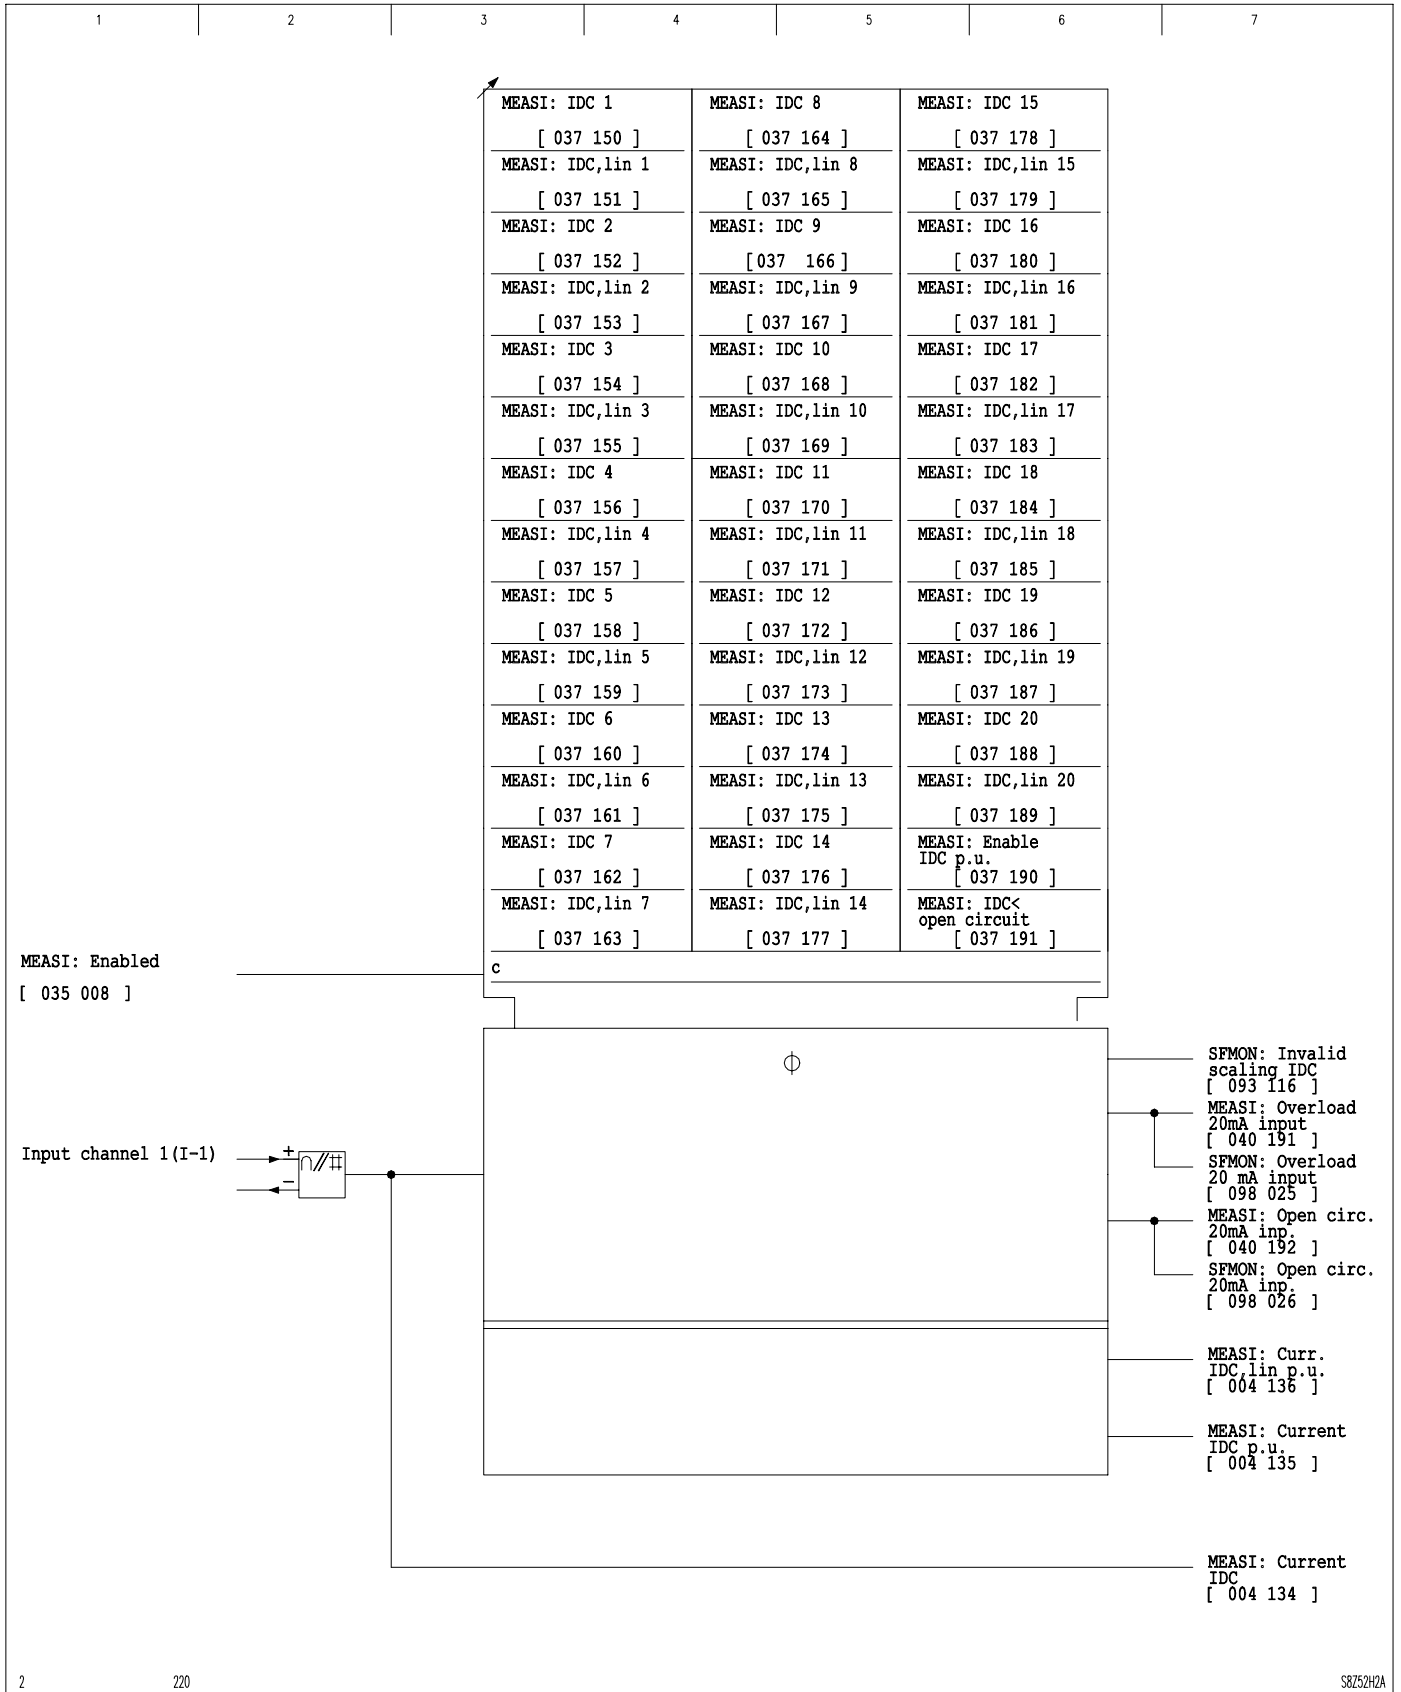 1 2 3 4 5 6 7
MEASI: IDC 1 MEASI: IDC 8 MEASI: IDC 15
[ 037 150 ] [ 037 164 ] [ 037 178 ]
MEASI: IDC,lin 1 MEASI: IDC,lin 8 MEASI: IDC,lin 15
[ 037 151 ] [ 037 165 ] [ 037 179 ]
MEASI: IDC 2 MEASI: IDC 9 MEASI: IDC 16
[ 037 152 ] [037 166] [ 037 180 ]
MEASI: IDC,lin 2 MEASI: IDC,lin 9 MEASI: IDC,lin 16
[ 037 153 ] [ 037 167 ] [ 037 181 ]
MEASI: IDC 3 MEASI: IDC 10 MEASI: IDC 17
[ 037 154 ] [ 037 168 ] [ 037 182 ]
MEASI: IDC,lin 3 MEASI: IDC,lin 10 MEASI: IDC,lin 17
[ 037 155 ] [ 037 169 ] [ 037 183 ]
MEASI: IDC 4 MEASI: IDC 11 MEASI: IDC 18
[ 037 156 ] [ 037 170 ] [ 037 184 ]
MEASI: IDC,lin 4 MEASI: IDC,lin 11 MEASI: IDC,lin 18
[ 037 157 ] [ 037 171 ] [ 037 185 ]
MEASI: IDC 5 MEASI: IDC 12 MEASI: IDC 19
[ 037 158 ] [ 037 172 ] [ 037 186 ]
MEASI: IDC,lin 5 MEASI: IDC,lin 12 MEASI: IDC,lin 19
[ 037 159 ] [ 037 173 ] [ 037 187 ]
MEASI: IDC 6 MEASI: IDC 13 MEASI: IDC 20
[ 037 160 ] [ 037 174 ] [ 037 188 ]
MEASI: IDC,lin 6 MEASI: IDC,lin 13 MEASI: IDC,lin 20
[ 037 161 ] [ 037 175 ] [ 037 189 ]
MEASI: IDC 7 MEASI: IDC 14 MEASI: Enable
IDC p.u.
[ 037 162 ] [ 037 176 ] [ 037 190 ]
MEASI: IDC,lin 7 MEASI: IDC,lin 14 MEASI: IDC<
open circuit
[ 037 163 ] [ 037 177 ] [ 037 191 ]
MEASI: Enabled
[ 035 008 ]
c
SFMON: Invalid
scaling IDC
[ 093 116 ]
MEASI: Overload
20mA input
[ 040 191 ]
Input channel 1(I-1)
+
−
∩//#
SFMON: Overload
20 mA input
[ 098 025 ]
MEASI: Open circ.
20mA inp.
[ 040 192 ]
SFMON: Open circ.
20mA inp.
[ 098 026 ]
MEASI: Curr.
IDC,lin p.u.
[ 004 136 ]
MEASI: Current
IDC p.u.
[ 004 135 ]
MEASI: Current
IDC
[ 004 134 ]
2 220 S8Z52H2A